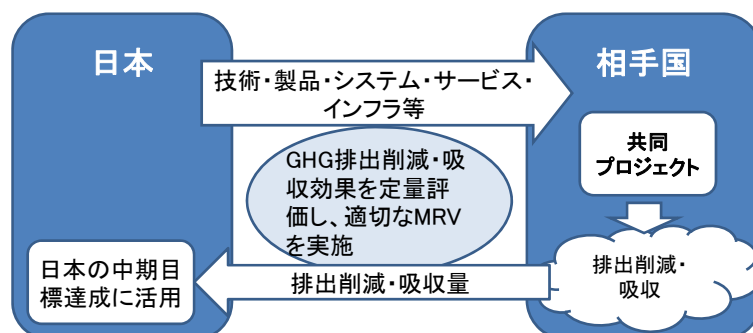 日本
相手国
技術・製品・システム・サービス・
インフラ等
共同
プロジェクト
GHG排出削減・吸
収効果を定量評
価し、適切なMRV
を実施
日本の中期目
標達成に活用
排出削減・吸収量
排出削減・
吸収